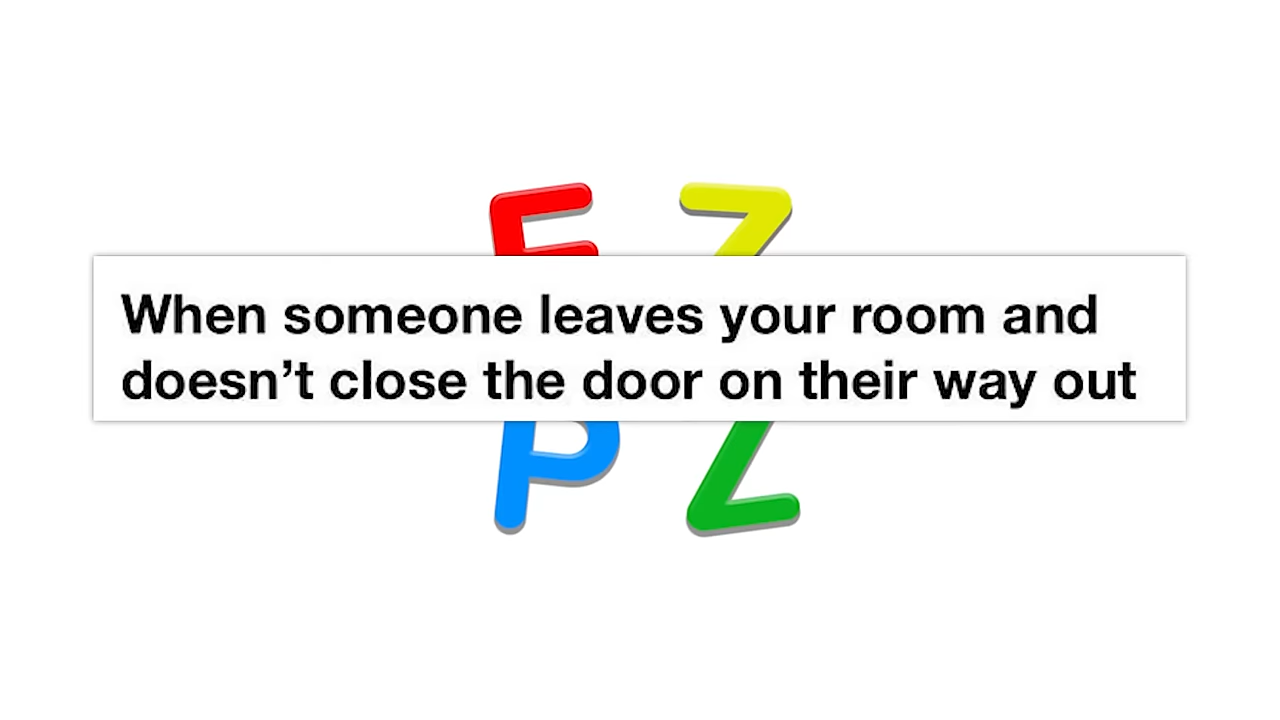 When someone leaves your room and
doesn’t close the door on their way out